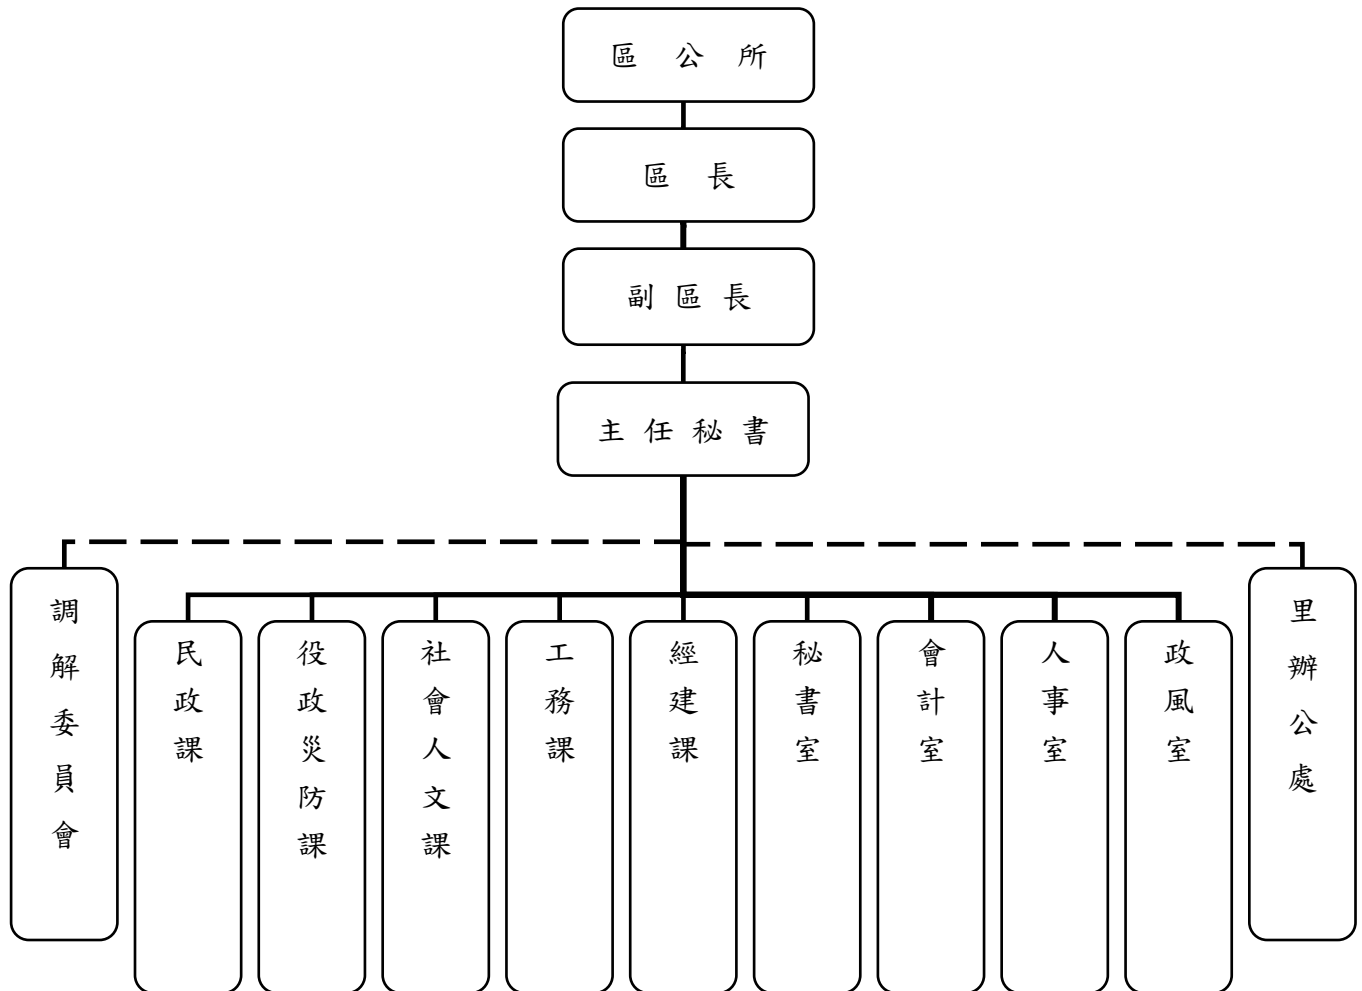 區公所
區長
副區長
主任秘書
調解委員會
民政課
役政災防課
社會人文課
工務課
經建課
秘書室
會計室
人事室
政風室
里辦公處